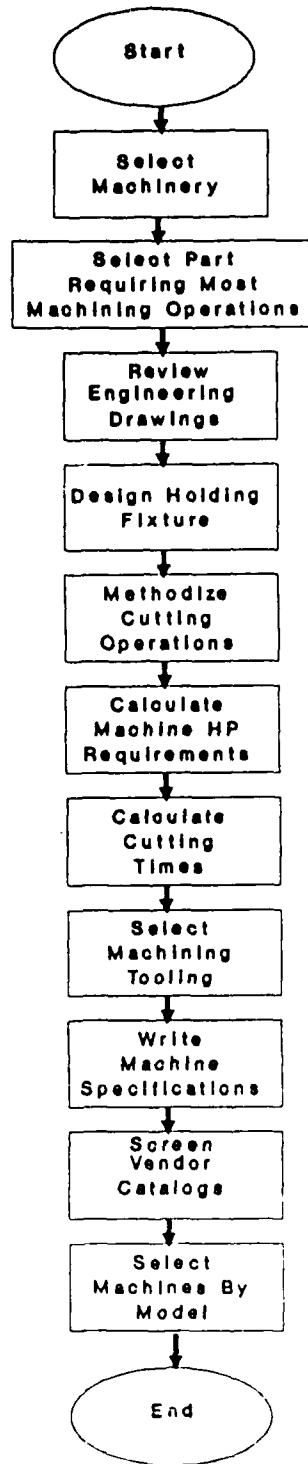 Start
Select
Machinery
Select Part
Requiring Most
Machining Operations
Review
Engineering
Drawings
Design Holding
Fixture
Methodize
Cutting
Operations
Calculate
Machine HP
Requirements
Calculate
Cutting
Times
Select
Machining
Tooling
Write
Machine
Specifications
Screen
Vendor
Catalogs
Select
Machines By
Model
End